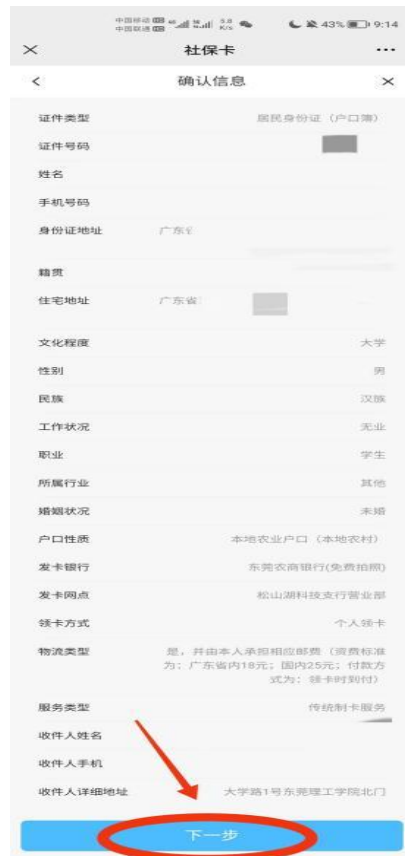 中国移动 HD 4G 5.8 43% 9:14
中国联通 HD K/s
社保卡
确认信息
证件类型 居民身份证（户口簿）
证件号码
姓名
手机号码
身份证地址 广东省
籍贯
住宅地址 广东省
文化程度 大学
性别 男
民族 汉族
工作状况 无业
职业 学生
所属行业 其他
婚姻状况 未婚
户口性质 本地农业户口（本地农村）
发卡银行 东莞农商银行(免费拍照)
发卡网点 松山湖科技支行营业部
领卡方式 个人领卡
物流类型 是，并由本人承担相应邮费（资费标准
为：广东省内18元；国内25元；付款方
式为：领卡时到付）
服务类型 传统制卡服务
收件人姓名
收件人手机
收件人详细地址 大学路1号东莞理工学院北门
下一步